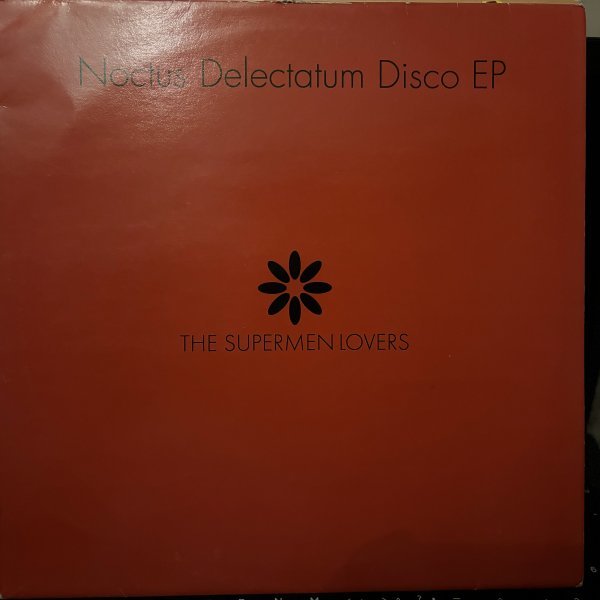 Noctus Delectatum Disco EP
THE SUPERMEN LOVERS